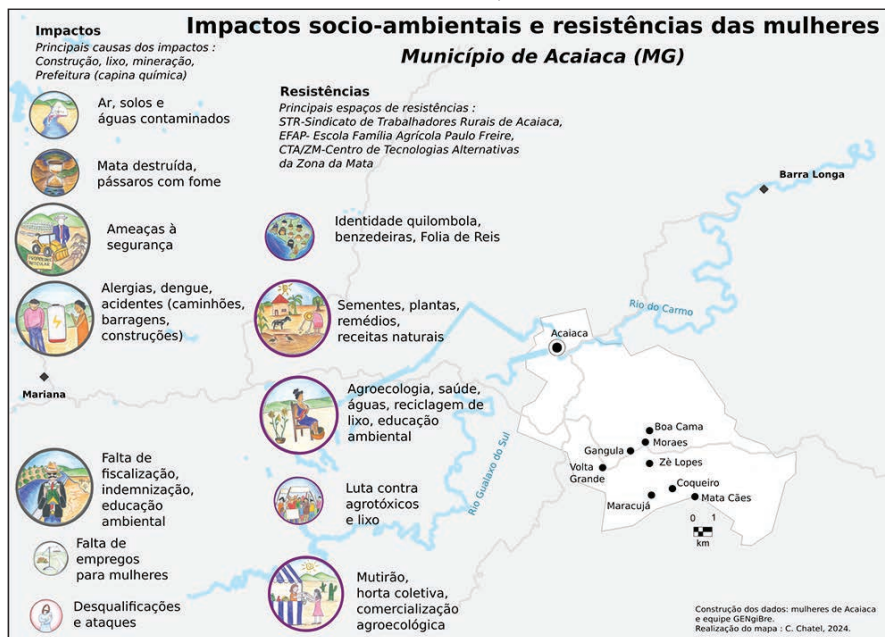 Impactos socio-ambientais e resistências das mulheres
Município de Acaiaca (MG)
Impactos
Principais causas dos impactos :
Construção, lixo, mineração,
Prefeitura (capina química)
Ar, solos e
águas contaminados
Mata destruída,
pássaros com fome
Ameaças à
segurança
Alergias, dengue,
acidentes (caminhões,
barragens,
construções)
Mariana
Falta de
fiscalização,
indemnização,
educação
ambiental
Falta de
empregos
para mulheres
Desqualificações
e ataques
Resistências
Principais espaços de resistências :
STR-Sindicato de Trabalhadores Rurais de Acaiaca,
EFAP- Escola Família Agrícola Paulo Freire,
CTA/ZM-Centro de Tecnologias Alternativas
da Zona da Mata
Identidade quilombola,
benzedeiras, Folia de Reis
Sementes, plantas,
remédios,
receitas naturais
Agroecologia, saúde,
águas, reciclagem de
lixo, educação
ambiental
Luta contra
agrotóxicos
e lixo
Mutirão,
horta coletiva,
comercialização
agroecológica
Barra Longa
Rio do Carmo
Acaiaca
Rio Gualaxo do Sul
Boa Cama
Moraes
Gangula
Zè Lopes
Volta
Grande
Coqueiro
Maracujá
Mata Cães
0 1
km
Construção dos dados: mulheres de Acaiaca
e equipe GENgiBre.
Realização do mapa : C. Chatel, 2024.